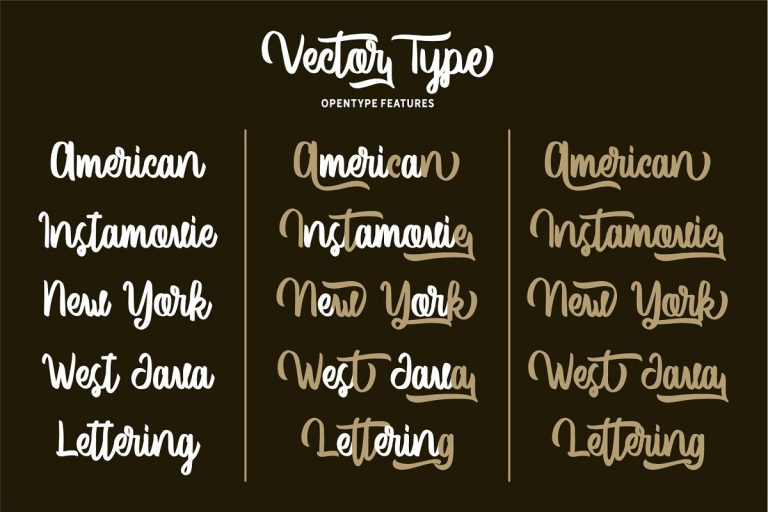 Vector Type
OPENTYPE FEATURES
American
Instamovie
New York
West Java
Lettering
American
Instamovie
New York
West Java
Lettering
American
Instamovie
New York
West Java
Lettering